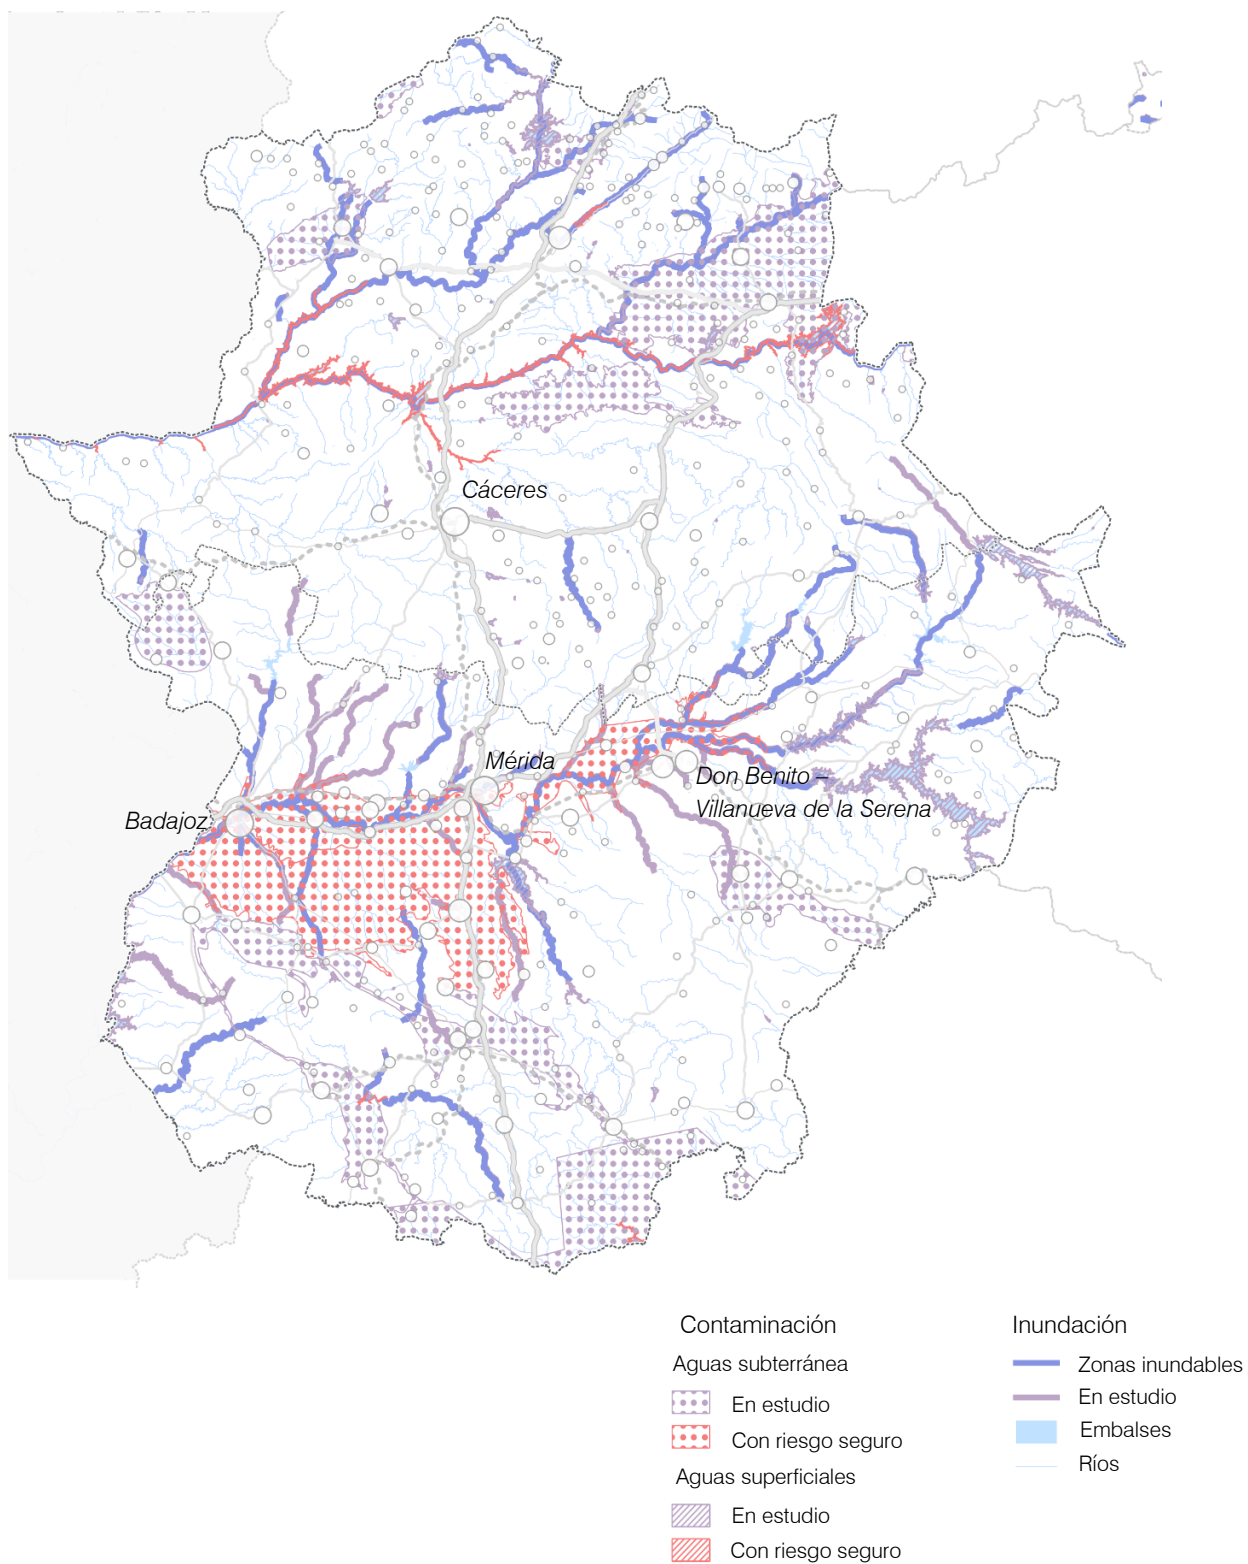 Cáceres
Mérida
Don Benito –
Villanueva de la Serena
Badajoz
Contaminación
Aguas subterránea
En estudio
Con riesgo seguro
Aguas superficiales
En estudio
Con riesgo seguro
Inundación
Zonas inundables
En estudio
Embalses
Ríos